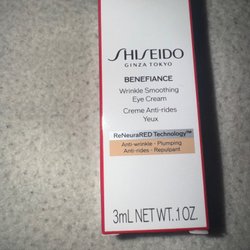 SHISEIDO
GINZA TOKYO
BENEFIANCE
Wrinkle Smoothing
Eye Cream
Creme Anti-rides
Yeux
ReNeuraRED Technology™
Anti-wrinkle - Plumping
Anti-rides - Repulpant
3mL NET WT .1 OZ.